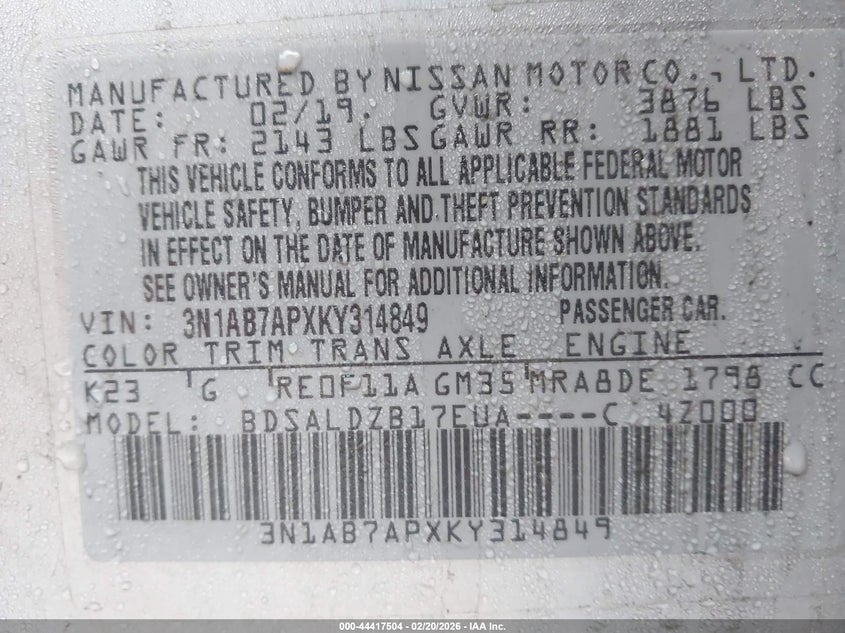 MANUFACTURED BY NISSAN MOTOR CO., LTD.
DATE: 02/19. GVWR: 3876 LBS
GAWR FR: 2143 LBS GAWR RR: 1881 LBS
THIS VEHICLE CONFORMS TO ALL APPLICABLE FEDERAL MOTOR
VEHICLE SAFETY, BUMPER AND THEFT PREVENTION STANDARDS
IN EFFECT ON THE DATE OF MANUFACTURE SHOWN ABOVE.
SEE OWNER'S MANUAL FOR ADDITIONAL INFORMATION.
VIN: 3N1AB7APXKY314849 PASSENGER CAR.
COLOR TRIM TRANS AXLE ENGINE
K23 G RE0F11A GM35 MRA8DE 1798 CC
MODEL: BDSALDZB17EUA----C 4Z000
3N1AB7APXKY314849
000-44417504 - 02/20/2026 - IAA Inc.